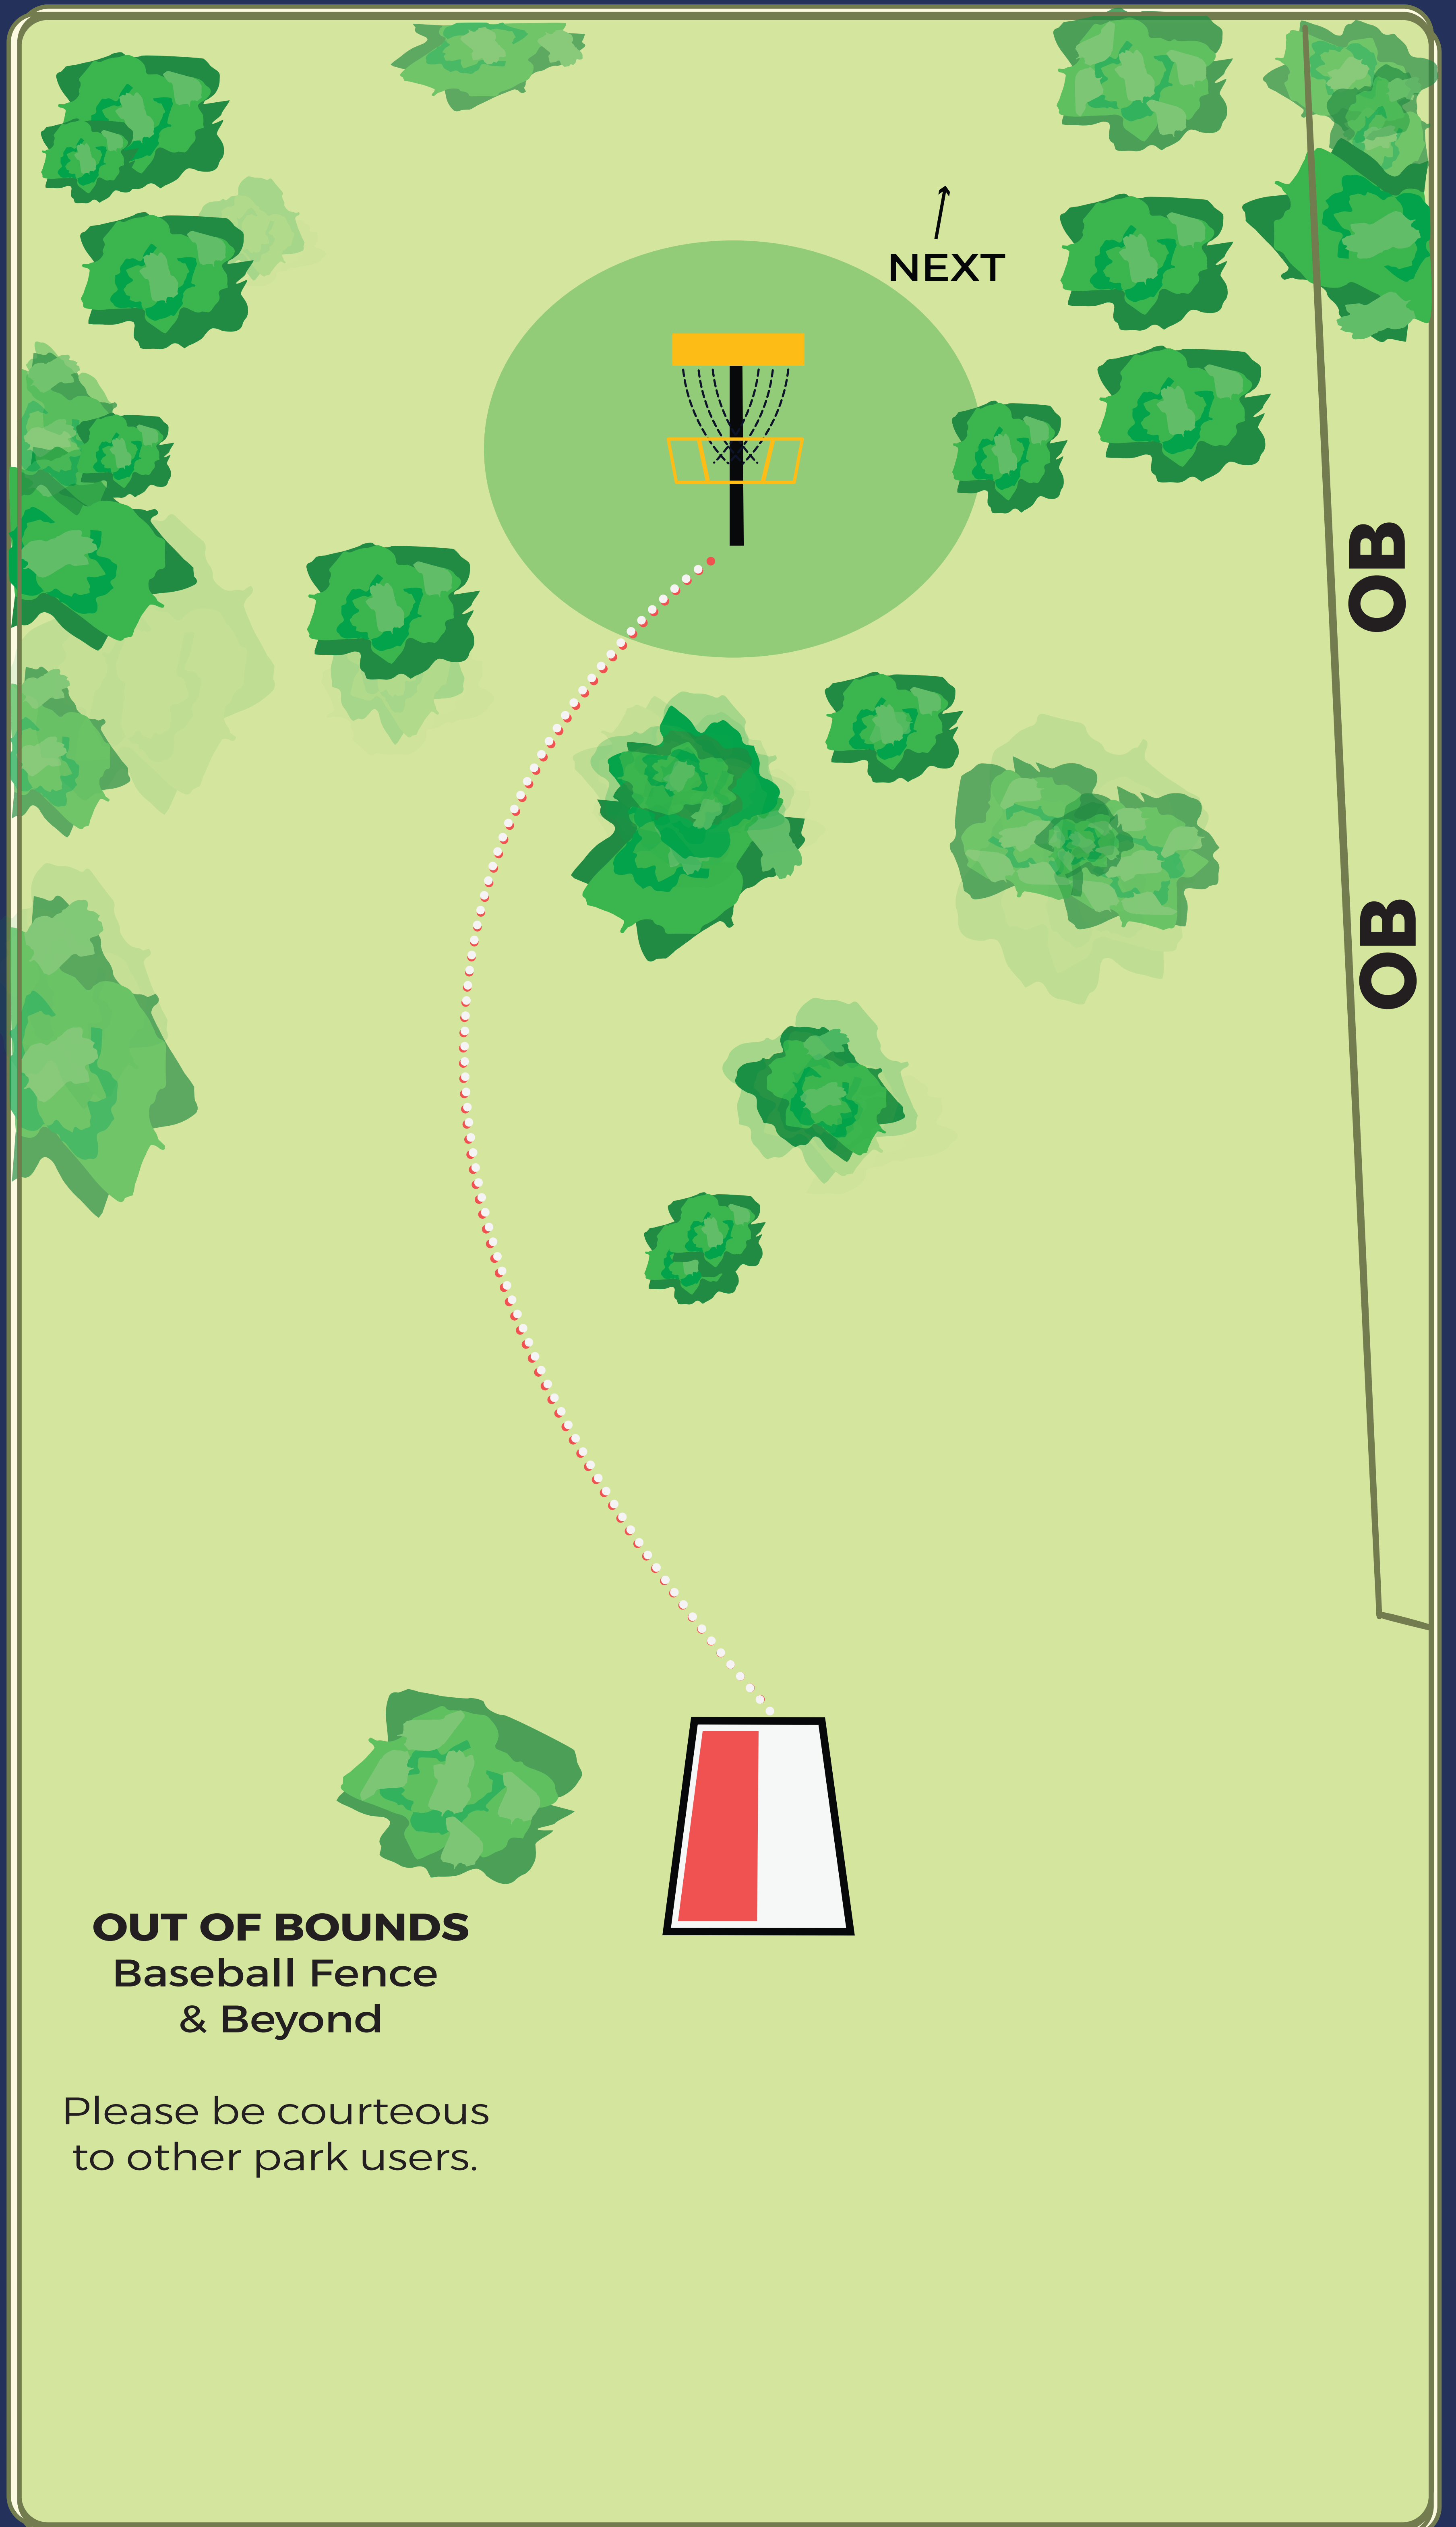 NEXT
OB
OB
OUT OF BOUNDS
Baseball Fence
& Beyond
Please be courteous
to other park users.